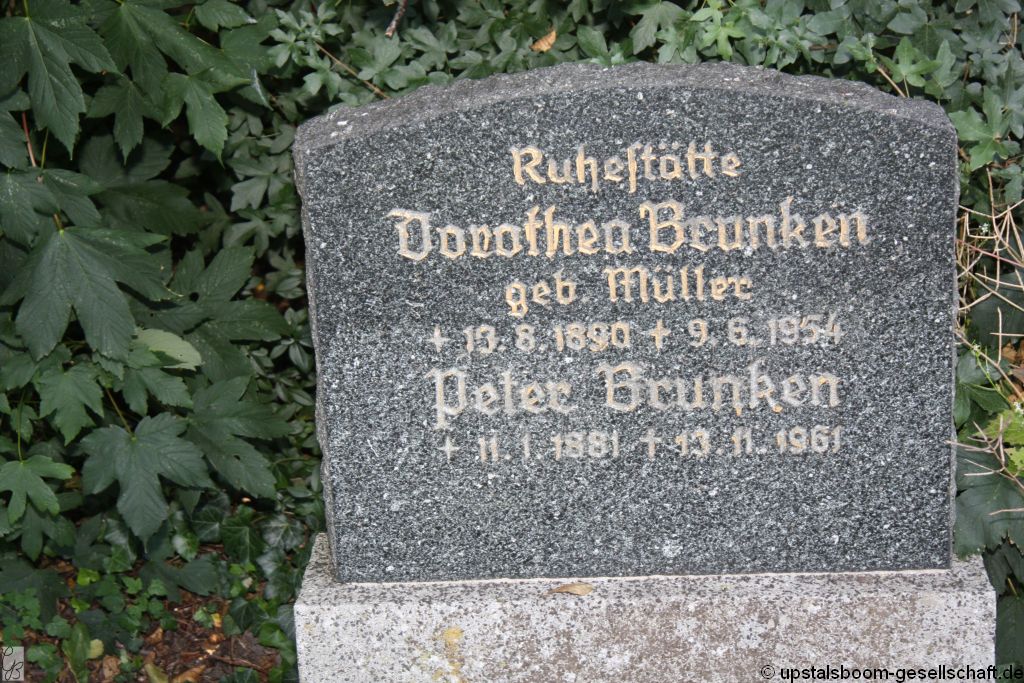 Ruhestätte
Dorothea Brunken
geb. Müller
+ 13. 8. 1880 + 9. 6. 1954
Peter Brunken
+ 11. 1. 1881 + 13. 11. 1961
© upstalsboom-gesellschaft.de